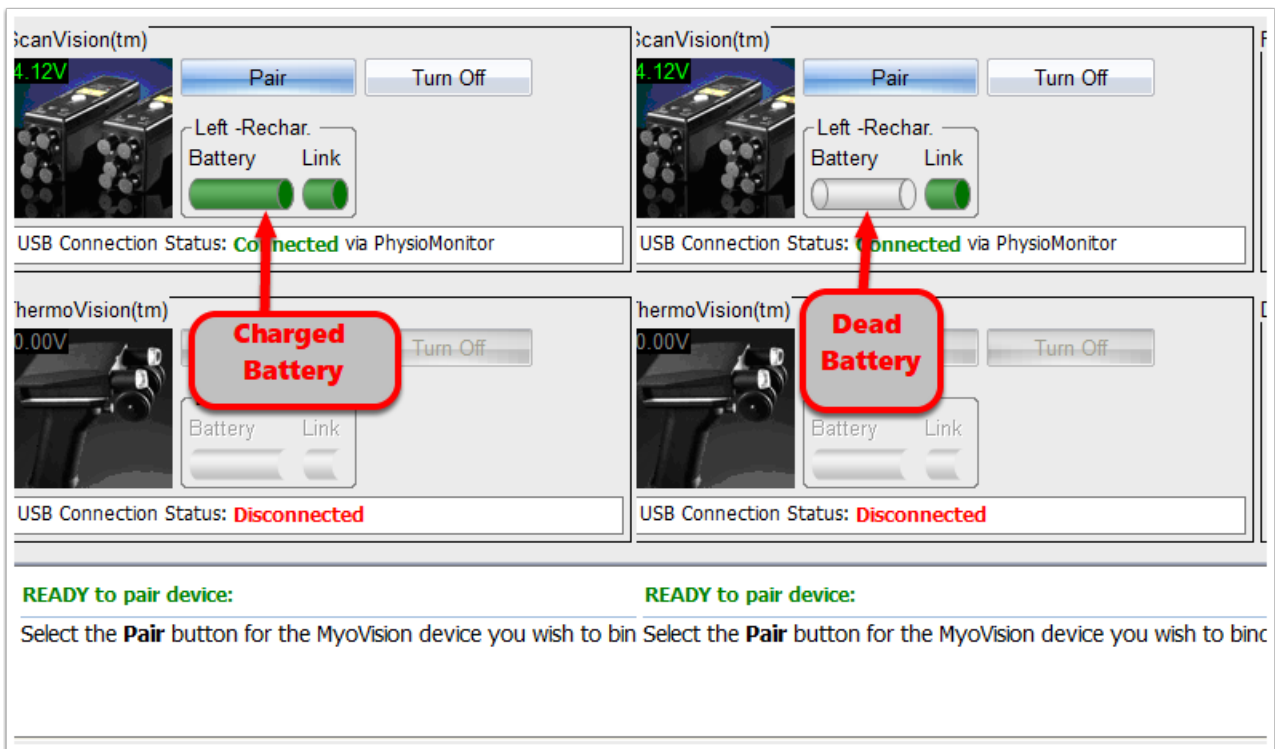 ScanVision(tm)
4.12V
Pair
Turn Off
Left -Rechar.
Battery Link
USB Connection Status: Connected via PhysioMonitor
Charged
Battery
ThermoVision(tm)
0.00V
Turn Off
Battery Link
USB Connection Status: Disconnected
READY to pair device:
Select the Pair button for the MyoVision device you wish to bin
ScanVision(tm)
4.12V
Pair
Turn Off
Left -Rechar.
Battery Link
USB Connection Status: Connected via PhysioMonitor
Dead
Battery
ThermoVision(tm)
0.00V
Turn Off
Battery Link
USB Connection Status: Disconnected
READY to pair device:
Select the Pair button for the MyoVision device you wish to bind